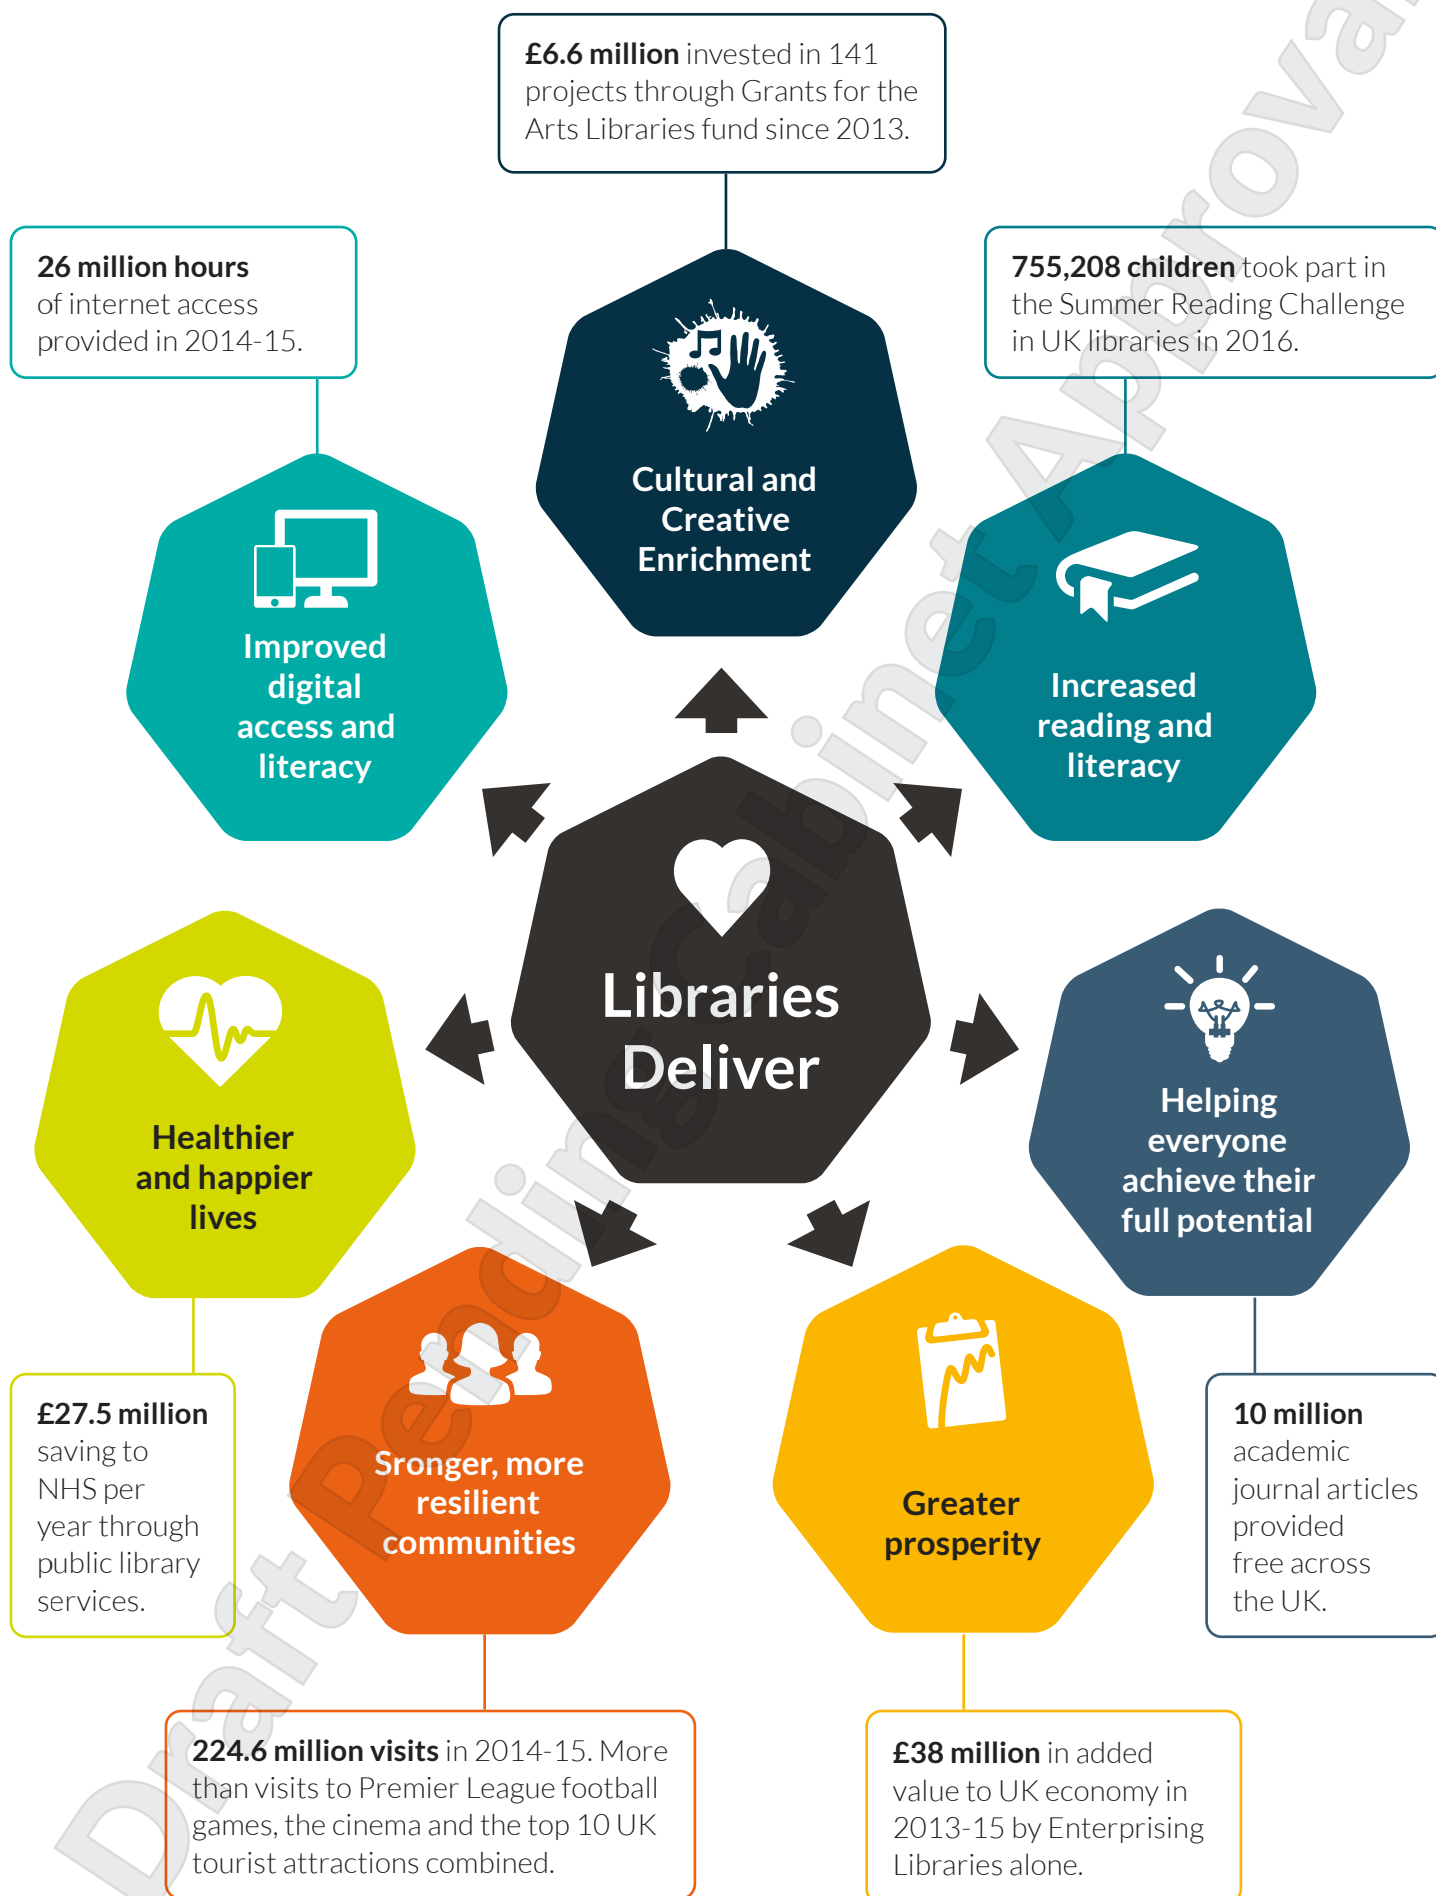 £6.6 million invested in 141
projects through Grants for the
Arts Libraries fund since 2013.
26 million hours
of internet access
provided in 2014-15.
755,208 children took part in
the Summer Reading Challenge
in UK libraries in 2016.
Cultural and
Creative
Enrichment
Improved
digital
access and
literacy
Increased
reading and
literacy
Libraries
Deliver
Healthier
and happier
lives
Helping
everyone
achieve their
full potential
Sronger, more
resilient
communities
Greater
prosperity
£27.5 million
saving to
NHS per
year through
public library
services.
10 million
academic
journal articles
provided
free across
the UK.
224.6 million visits in 2014-15. More
than visits to Premier League football
games, the cinema and the top 10 UK
tourist attractions combined.
£38 million in added
value to UK economy in
2013-15 by Enterprising
Libraries alone.
Draft Pending Cabinet Approva